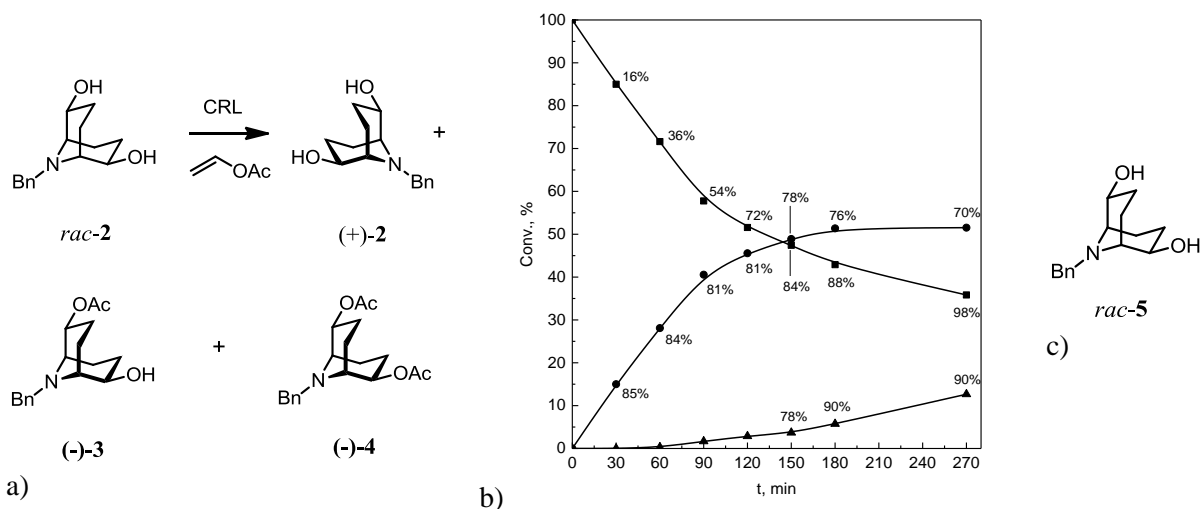 OH
OH
N
Bn
rac-2
CRL
OAc
HO
HO
N
Bn
(+)-2
+
OAc
OH
N
Bn
(-)-3
+
OAc
OAc
N
Bn
(-)-4
a)
100
90
80
70
60
50
40
30
20
10
0
Conv., %
16%
36%
54%
72%
78%
76%
70%
85%
84%
81%
81%
84%
88%
98%
78%
90%
90%
0 30 60 90 120 150 180 210 240 270
t, min
b)
OH
OH
N
Bn
rac-5
c)